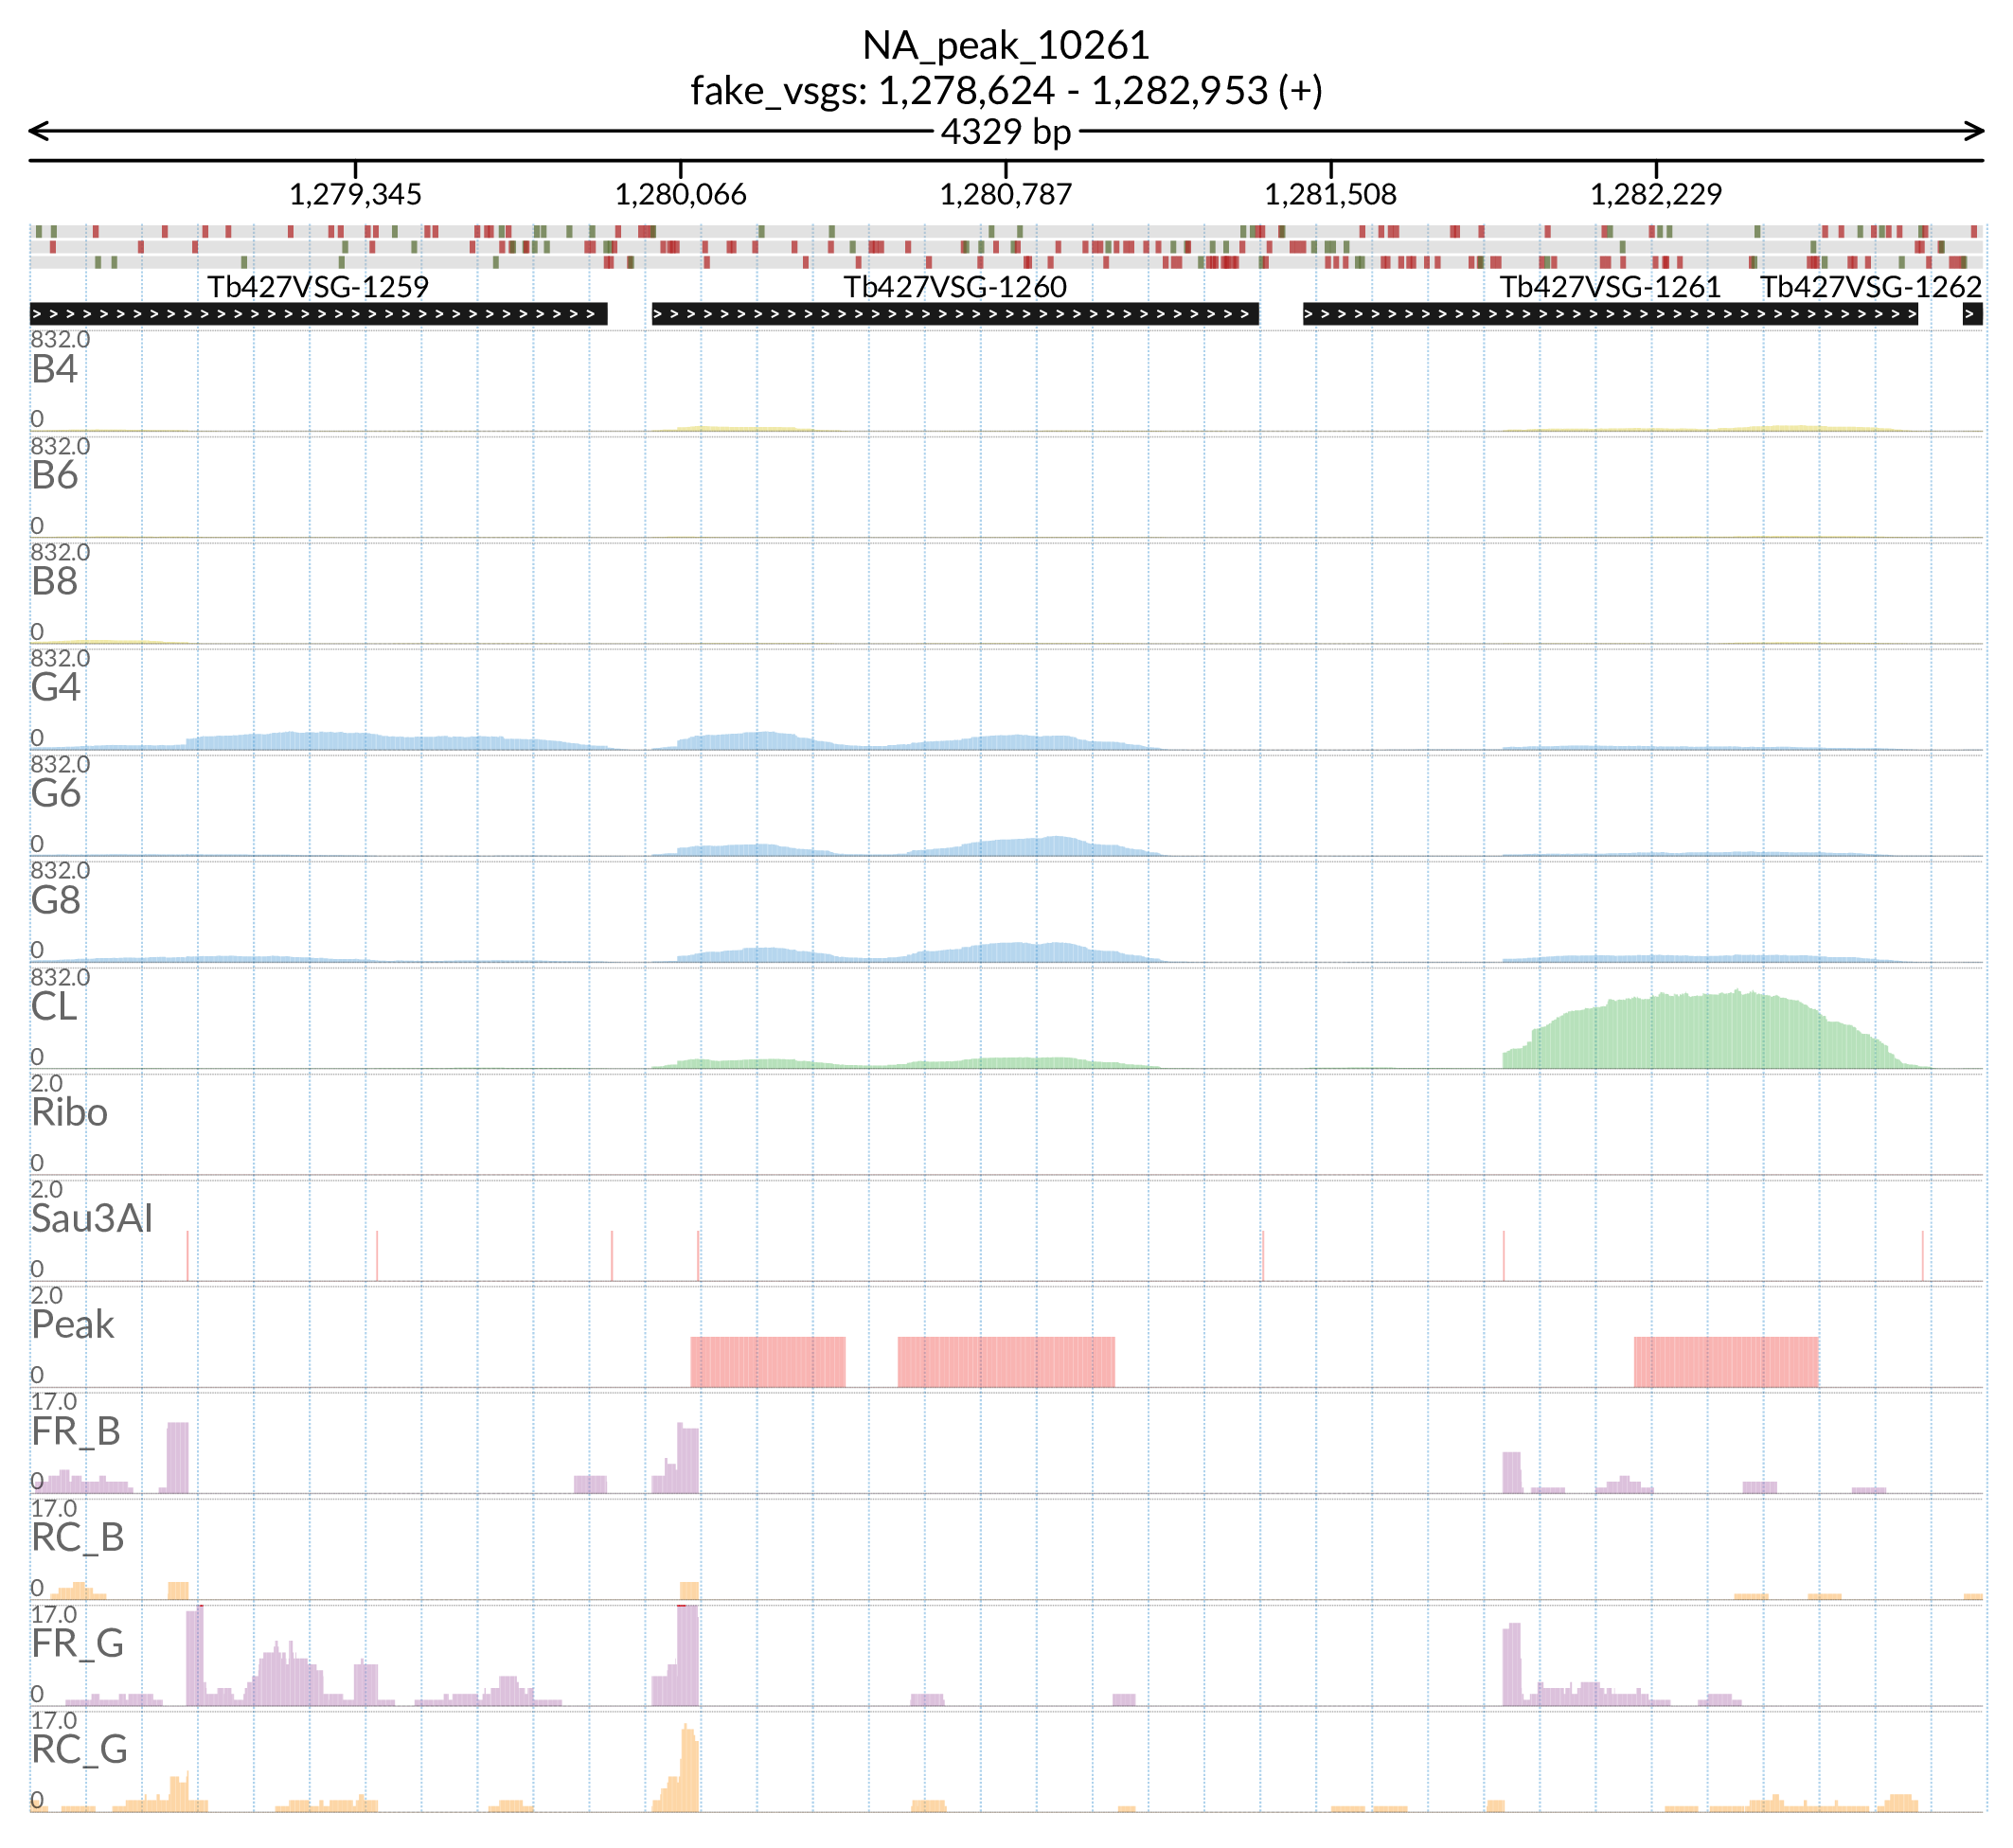 NA_peak_10261
fake_vsgs: 1,278,624 - 1,282,953 (+)
4329 bp
1,279,345 1,280,066 1,280,787 1,281,508 1,282,229
Tb427VSG-1259 Tb427VSG-1260 Tb427VSG-1261 Tb427VSG-1262
832.0
B4
0
832.0
B6
0
832.0
B8
0
832.0
G4
0
832.0
G6
0
832.0
G8
0
832.0
CL
0
2.0
Ribo
0
2.0
Sau3AI
0
2.0
Peak
0
17.0
FR_B
0
17.0
RC_B
0
17.0
FR_G
0
17.0
RC_G
0